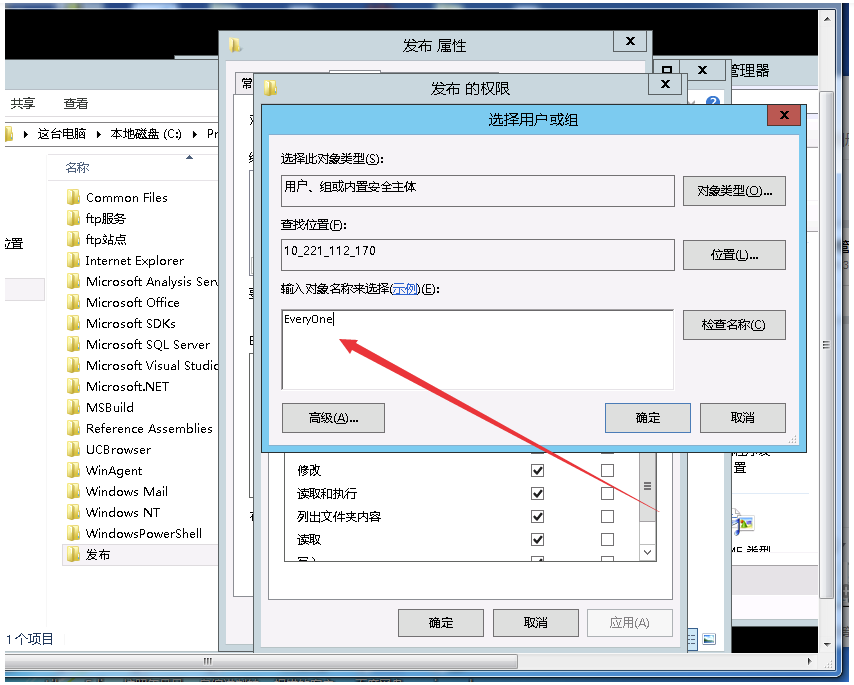 发布 属性
管理器
发布 的权限
选择用户或组
共享
查看
这台电脑
本地磁盘 (C:)
Pr
常
名称
Common Files
ftp服务
ftp站点
Internet Explorer
Microsoft Analysis Serv
Microsoft Office
Microsoft SDKs
Microsoft SQL Server
Microsoft Visual Studio
Microsoft.NET
MSBuild
Reference Assemblies
UCBrowser
WinAgent
Windows Mail
Windows NT
WindowsPowerShell
发布
位置
1 个项目
选择此对象类型(S):
用户、组或内置安全主体
对象类型(O)...
查找位置(F):
10_221_112_170
位置(L)...
输入对象名称来选择(示例)(E):
EveryOne
检查名称(C)
高级(A)...
确定
取消
修改
读取和执行
列出文件夹内容
读取
写入
确定
取消
应用(A)
置
ME 类型